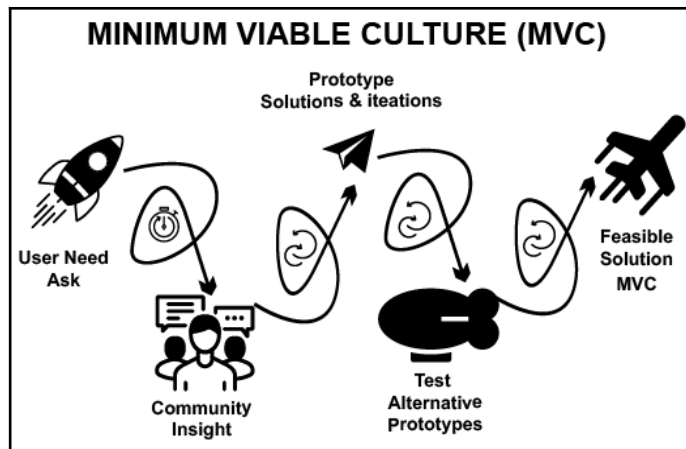 MINIMUM VIABLE CULTURE (MVC)
Prototype
Solutions & iteations
User Need
Ask
Feasible
Solution
MVC
Community
Insight
Test
Alternative
Prototypes